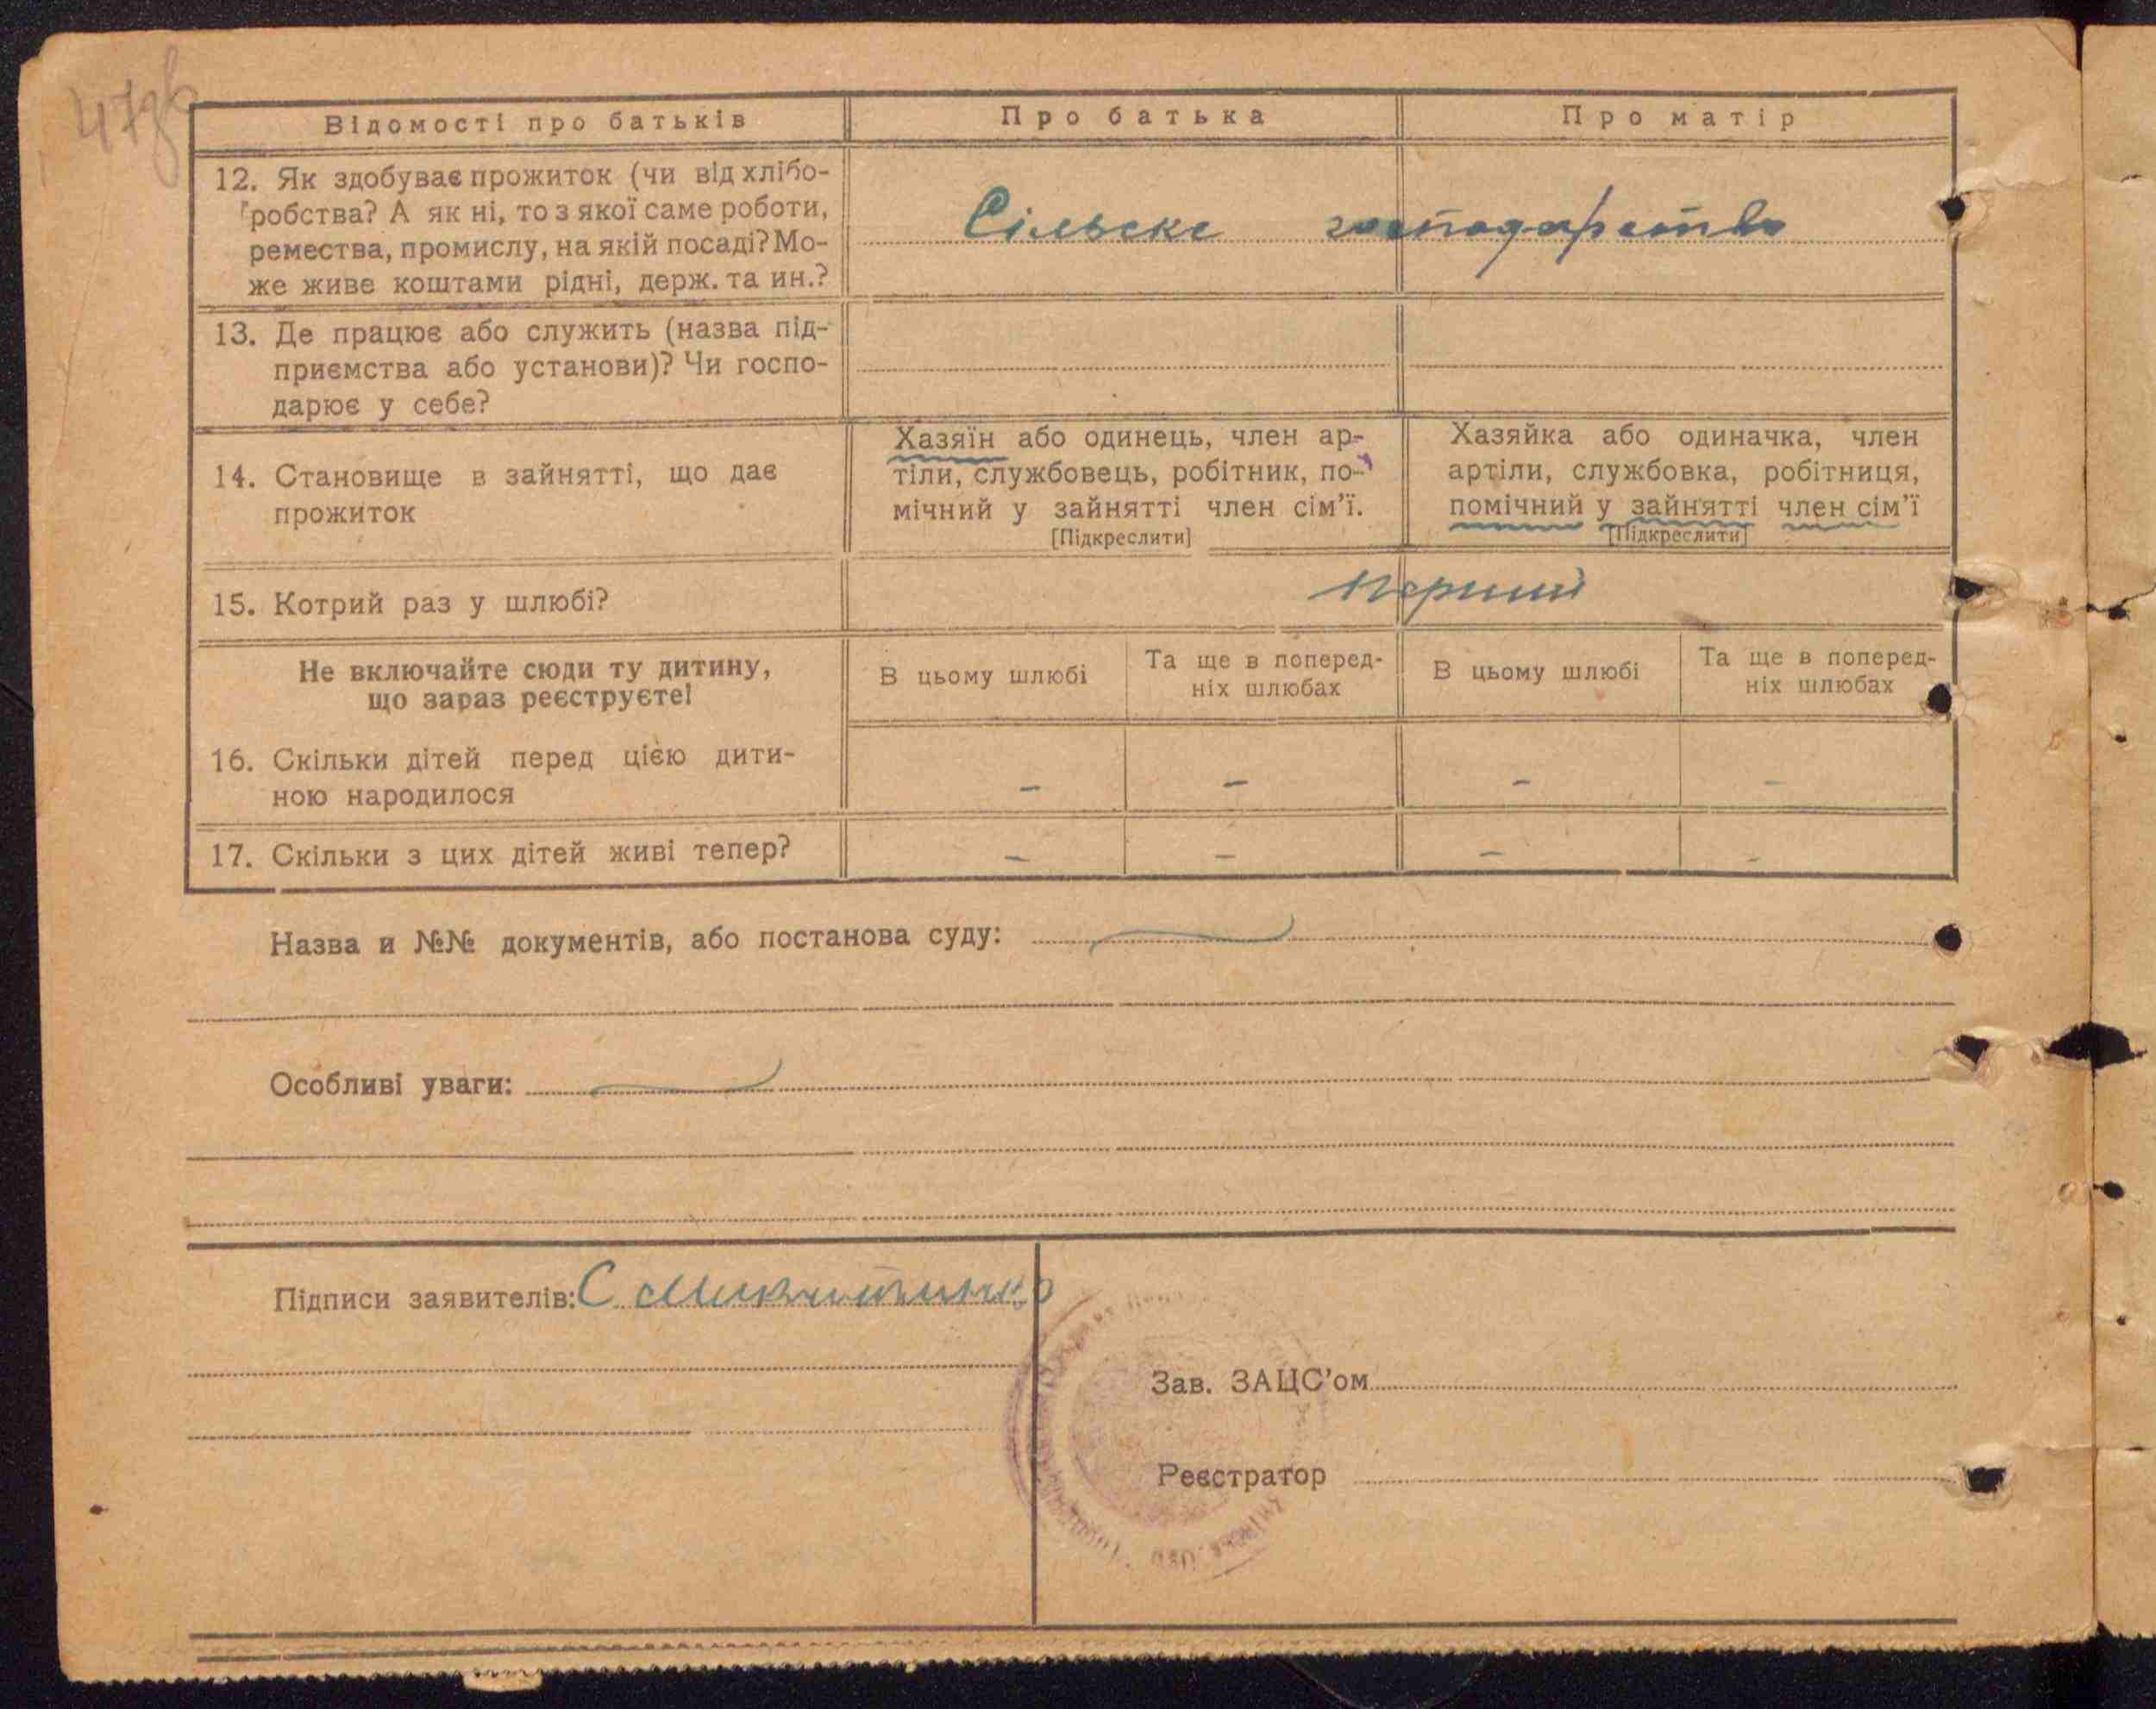 47зв
Відомості про батьків
Про батька
Про матір
12. Як здобуває прожиток (чи від хлібо-
робства? А як ні, то з якої саме роботи,
ремества, промислу, на якій посаді? Мо-
же живе коштами рідні, держ. та ин.?
Сільске господарство
13. Де працює або служить (назва під-
приємства або установи)? Чи госпо-
дарює у себе?
14. Становище в зайнятті, що дає
прожиток
Хазяїн або одинець, член ар-
тіли, службовець, робітник, по-
мічний у зайнятті член сім’ї.
[Підкреслити]
Хазяйка або одиначка, член
артіли, службовка, робітниця,
помічний у зайнятті член сім’ї
[Підкреслити]
15. Котрий раз у шлюбі?
перший
Не включайте сюди ту дитину,
що зараз реєструєте!
В цьому шлюбі
Та ще в поперед-
ніх шлюбах
В цьому шлюбі
Та ще в поперед-
ніх шлюбах
16. Скільки дітей перед цією дити-
ною народилося
- - - -
17. Скільки з цих дітей живі тепер?
- - - -
Назва и №№ документів, або постанова суду:
Особливі уваги:
Підписи заявителів: С Микитинко
Зав. ЗАЦС’ом
Реєстратор